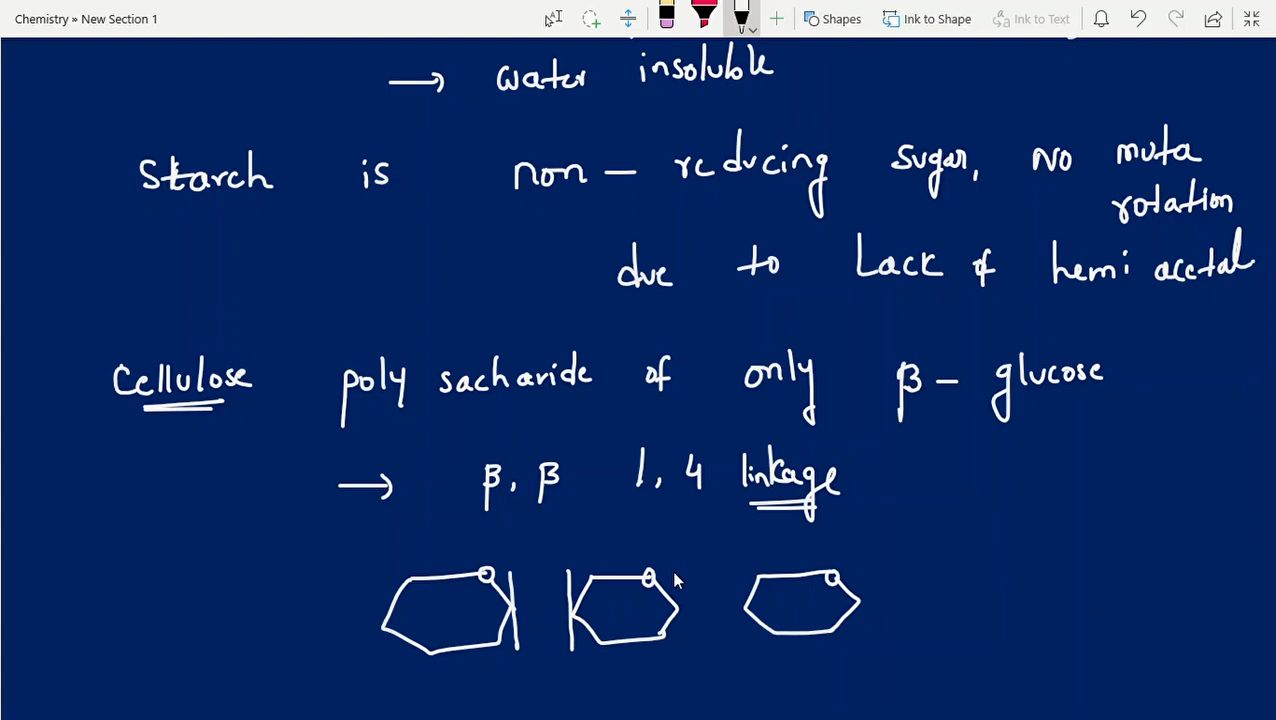 Chemistry » New Section 1
Shapes
Ink to Shape
Ink to Text
→ water insoluble
Starch is non – reducing sugar, No muta
rotation
due to Lack of hemi acetal
Cellulose poly sacharide of only β – glucose
→ β, β 1, 4 linkage